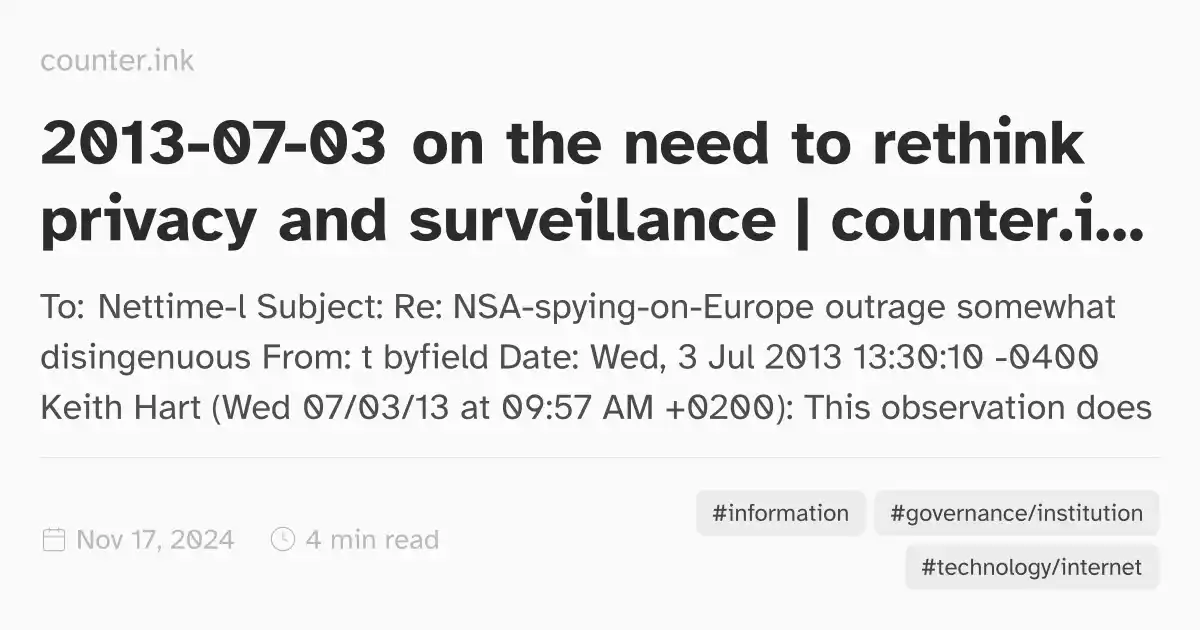 counter.ink
2013-07-03 on the need to rethink
privacy and surveillance | counter.i...
To: Nettime-l Subject: Re: NSA-spying-on-Europe outrage somewhat
disingenuous From: t byfield Date: Wed, 3 Jul 2013 13:30:10 -0400
Keith Hart (Wed 07/03/13 at 09:57 AM +0200): This observation does
Nov 17, 2024 4 min read
#information #governance/institution
#technology/internet